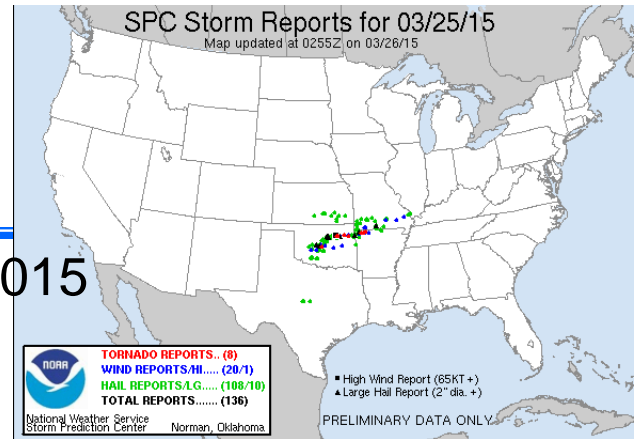 SPC Storm Reports for 03/25/15
Map updated at 0255Z on 03/26/15
015
NOAA
TORNADO REPORTS.. (8)
WIND REPORTS/HI..... (20/1)
HAIL REPORTS/LG..... (108/10)
TOTAL REPORTS....... (136)
National Weather Service
Storm Prediction Center Norman, Oklahoma
■ High Wind Report (65KT +)
▲ Large Hail Report (2" dia. +)
PRELIMINARY DATA ONLY